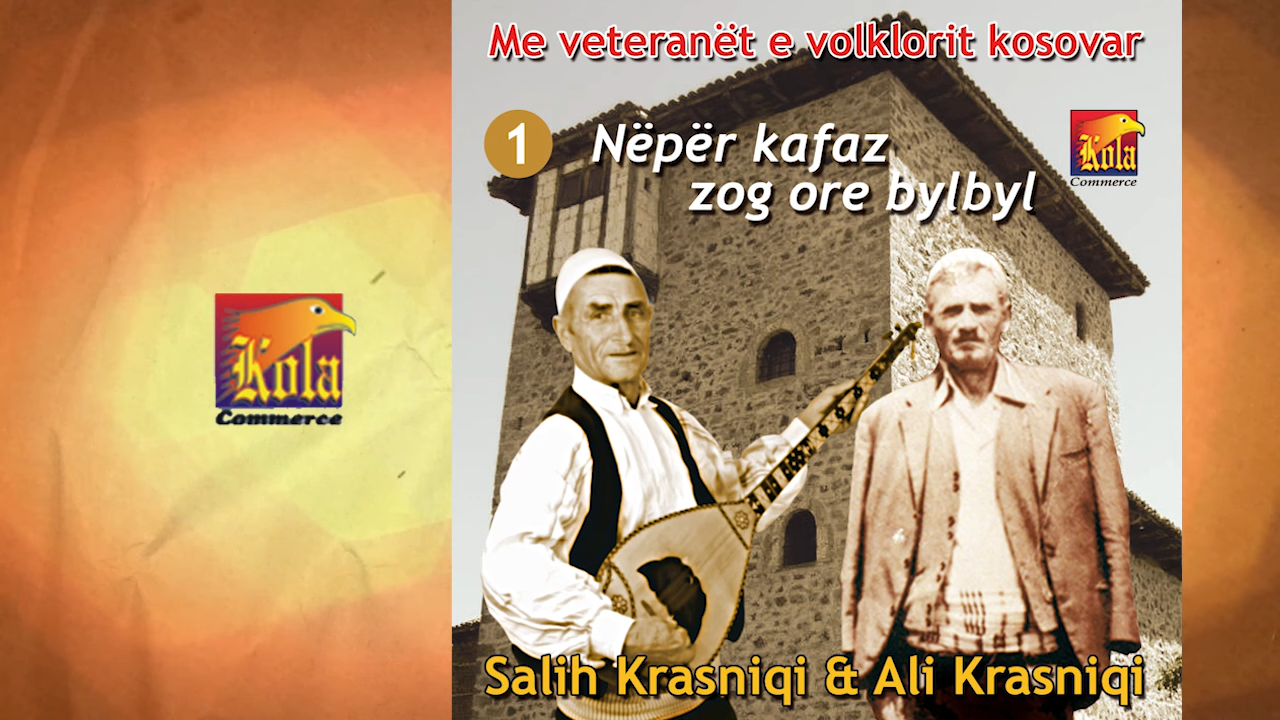 Me veteranët e volklorit kosovar
1
Nëpër kafaz
zog ore bylbyl
Kola
Commerce
Kola
Commerce
Salih Krasniqi & Ali Krasniqi